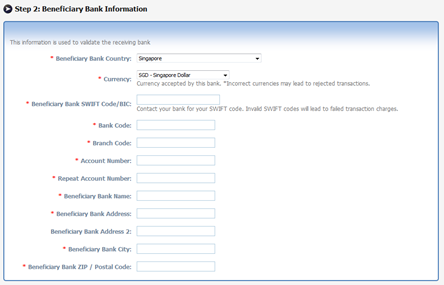 Step 2: Beneficiary Bank Information
This information is used to validate the receiving bank
* Beneficiary Bank Country: Singapore
* Currency: SGD - Singapore Dollar
Currency accepted by this bank. *Incorrect currencies may lead to rejected transactions.
* Beneficiary Bank SWIFT Code/BIC:
Contact your bank for your SWIFT code. Invalid SWIFT codes will lead to failed transaction charges.
* Bank Code:
* Branch Code:
* Account Number:
* Repeat Account Number:
* Beneficiary Bank Name:
* Beneficiary Bank Address:
Beneficiary Bank Address 2:
* Beneficiary Bank City:
* Beneficiary Bank ZIP / Postal Code: